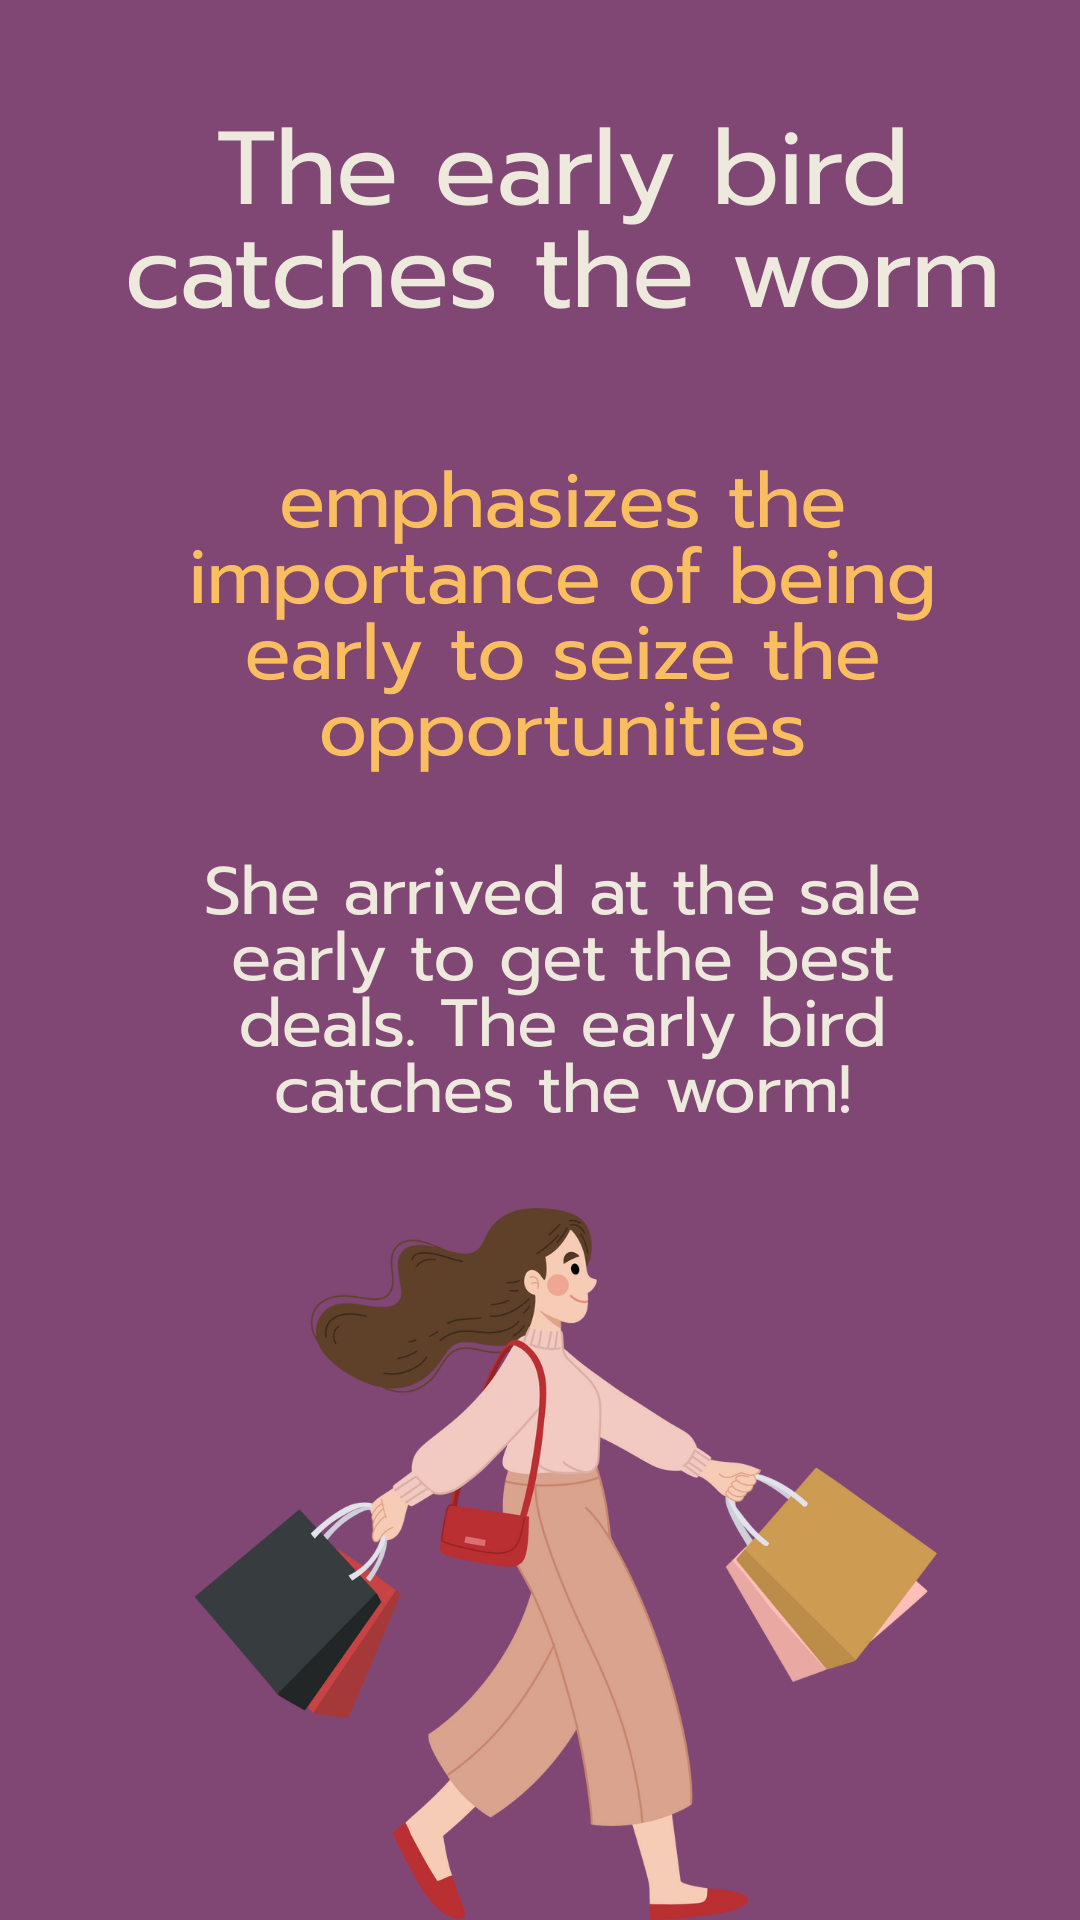 The early bird
catches the worm
emphasizes the
importance of being
early to seize the
opportunities
She arrived at the sale
early to get the best
deals. The early bird
catches the worm!